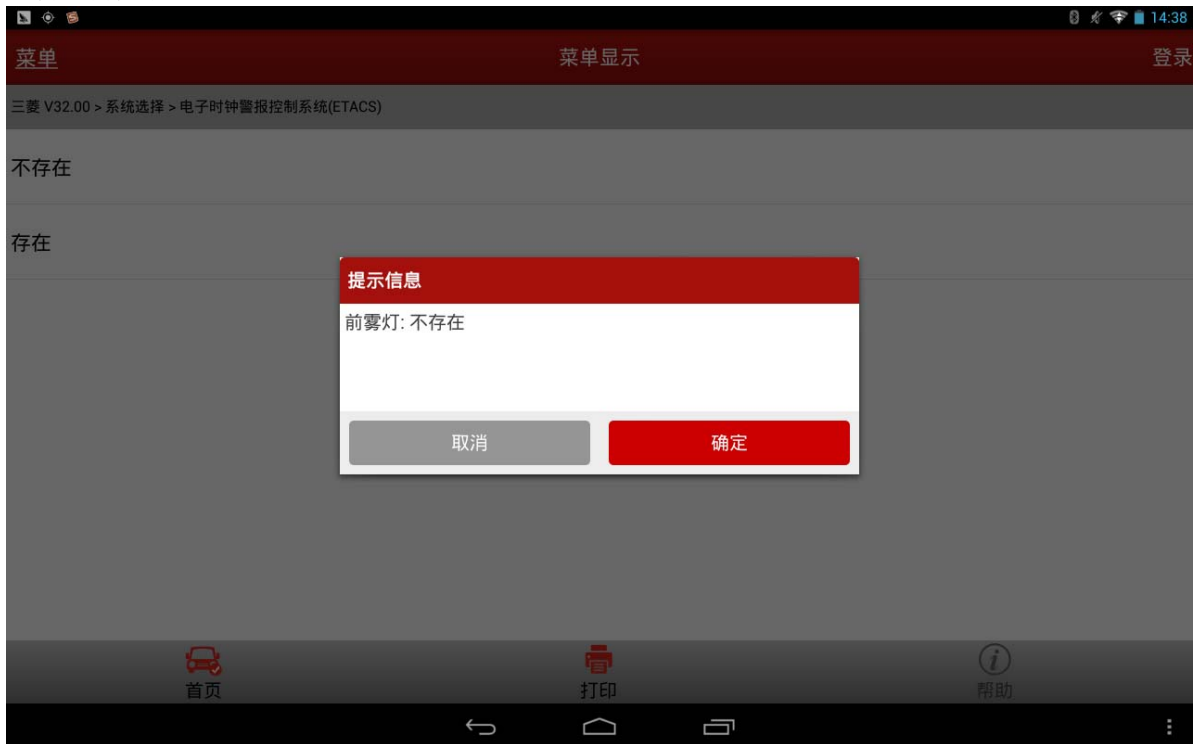 14:38
菜单 菜单显示 登录
三菱 V32.00 > 系统选择 > 电子时钟警报控制系统(ETACS)
不存在
存在
提示信息
前雾灯: 不存在
取消 确定
首页 打印 帮助